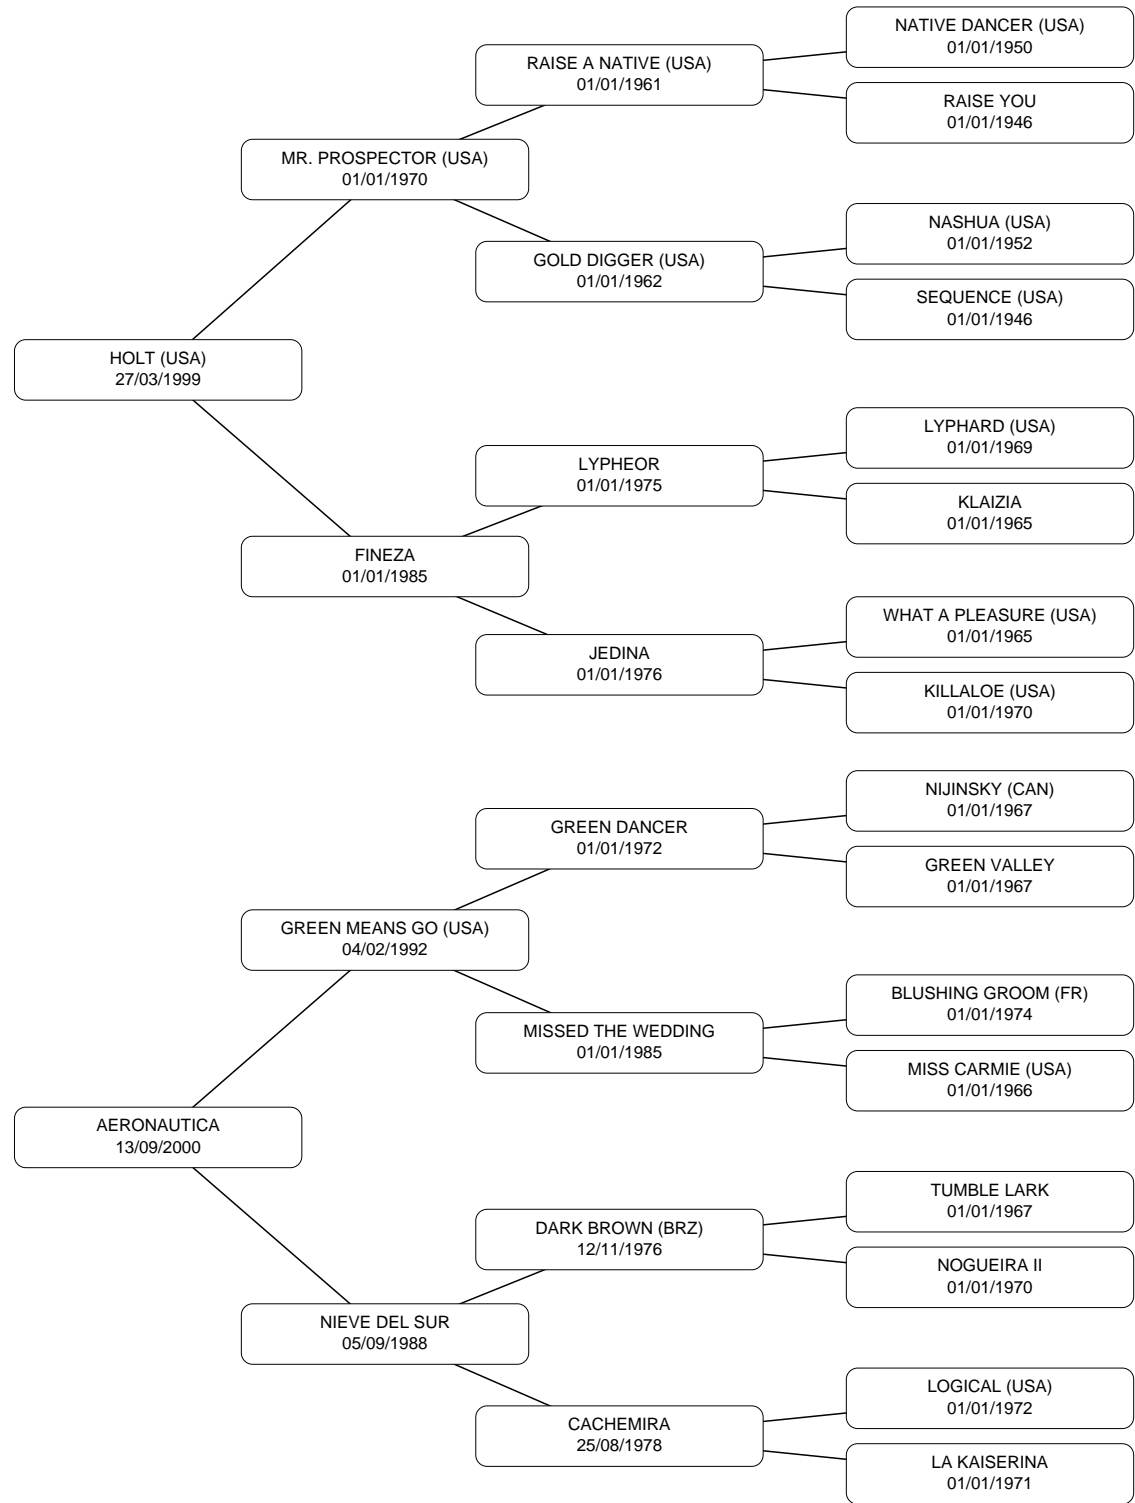 NATIVE DANCER (USA)
01/01/1950
RAISE A NATIVE (USA)
01/01/1961
RAISE YOU
01/01/1946
MR. PROSPECTOR (USA)
01/01/1970
NASHUA (USA)
01/01/1952
GOLD DIGGER (USA)
01/01/1962
SEQUENCE (USA)
01/01/1946
HOLT (USA)
27/03/1999
LYPHARD (USA)
01/01/1969
LYPHEOR
01/01/1975
KLAIZIA
01/01/1965
FINEZA
01/01/1985
WHAT A PLEASURE (USA)
01/01/1965
JEDINA
01/01/1976
KILLALOE (USA)
01/01/1970
NIJINSKY (CAN)
01/01/1967
GREEN DANCER
01/01/1972
GREEN VALLEY
01/01/1967
GREEN MEANS GO (USA)
04/02/1992
BLUSHING GROOM (FR)
01/01/1974
MISSED THE WEDDING
01/01/1985
MISS CARMIE (USA)
01/01/1966
AERONAUTICA
13/09/2000
TUMBLE LARK
01/01/1967
DARK BROWN (BRZ)
12/11/1976
NOGUEIRA II
01/01/1970
NIEVE DEL SUR
05/09/1988
LOGICAL (USA)
01/01/1972
CACHEMIRA
25/08/1978
LA KAISERINA
01/01/1971